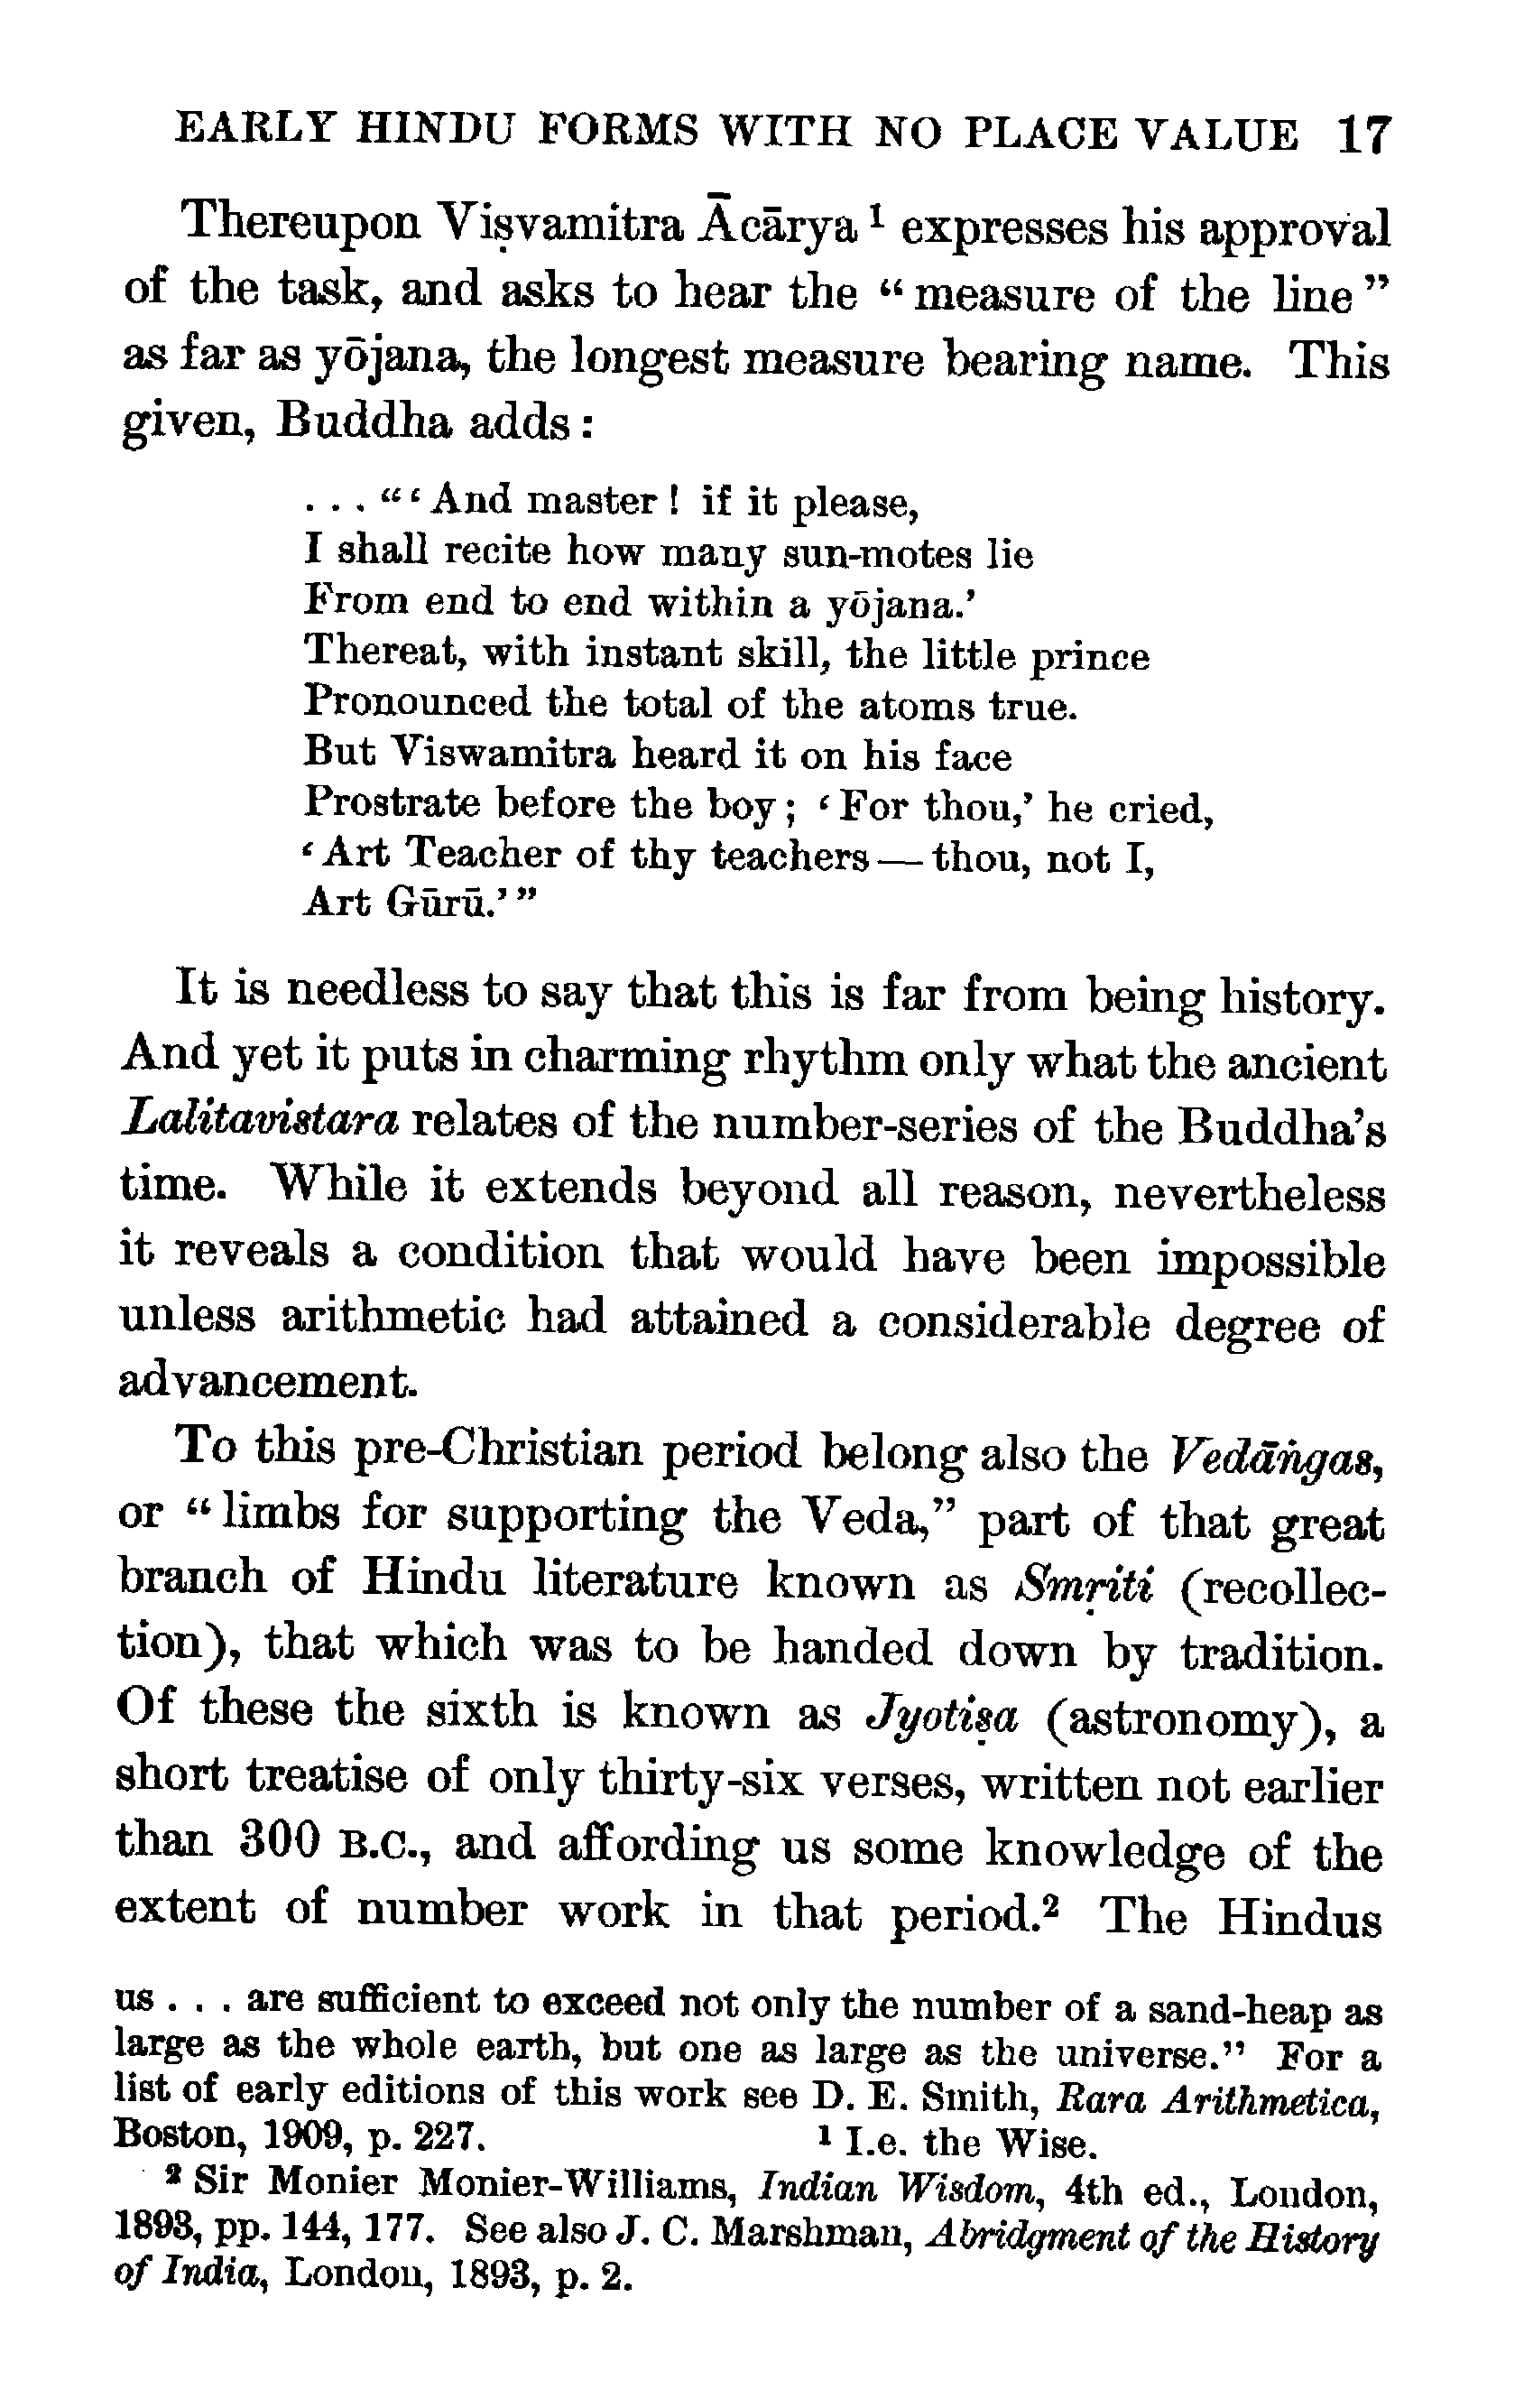 EARLY HINDU FORMS WITH NO PLACE VALUE 17
Thereupon Viṣvamitra Ācārya ¹ expresses his approval
of the task, and asks to hear the “ measure of the line ”
as far as yōjana, the longest measure bearing name. This
given, Buddha adds :
. . . “ ‘ And master ! if it please,
I shall recite how many sun-motes lie
From end to end within a yōjana.’
Thereat, with instant skill, the little prince
Pronounced the total of the atoms true.
But Viswamitra heard it on his face
Prostrate before the boy ; ‘ For thou,’ he cried,
‘ Art Teacher of thy teachers — thou, not I,
Art Gūrū.’ ”
It is needless to say that this is far from being history.
And yet it puts in charming rhythm only what the ancient
Lalitavistara relates of the number-series of the Buddha’s
time. While it extends beyond all reason, nevertheless
it reveals a condition that would have been impossible
unless arithmetic had attained a considerable degree of
advancement.
To this pre-Christian period belong also the Vedāṅgas,
or “ limbs for supporting the Veda,” part of that great
branch of Hindu literature known as Smṛiti (recollec-
tion), that which was to be handed down by tradition.
Of these the sixth is known as Jyotiṣa (astronomy), a
short treatise of only thirty-six verses, written not earlier
than 300 B.C., and affording us some knowledge of the
extent of number work in that period.² The Hindus
us . . . are sufficient to exceed not only the number of a sand-heap as
large as the whole earth, but one as large as the universe.” For a
list of early editions of this work see D. E. Smith, Rara Arithmetica,
Boston, 1909, p. 227. ¹ I.e. the Wise.
² Sir Monier Monier-Williams, Indian Wisdom, 4th ed., London,
1893, pp. 144, 177. See also J. C. Marshman, Abridgment of the History
of India, London, 1893, p. 2.